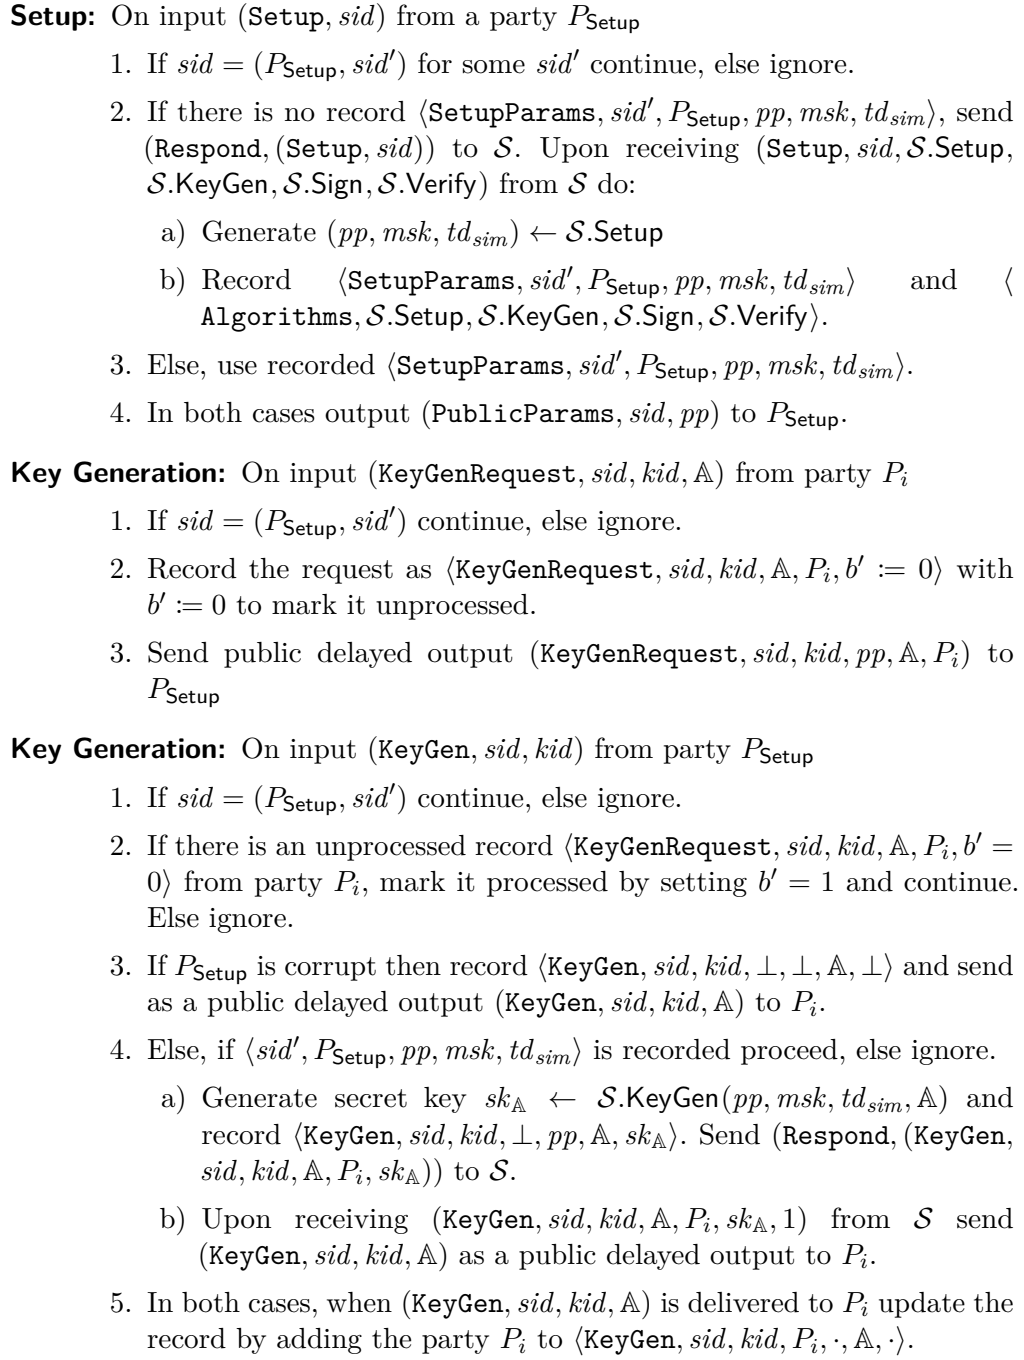 Setup: On input (Setup, sid) from a party P_Setup
1. If sid = (P_Setup, sid′) for some sid′ continue, else ignore.
2. If there is no record ⟨SetupParams, sid′, P_Setup, pp, msk, td_sim⟩, send
(Respond, (Setup, sid)) to 𝒮. Upon receiving (Setup, sid, 𝒮.Setup,
𝒮.KeyGen, 𝒮.Sign, 𝒮.Verify) from 𝒮 do:
a) Generate (pp, msk, td_sim) ← 𝒮.Setup
b) Record ⟨SetupParams, sid′, P_Setup, pp, msk, td_sim⟩ and ⟨
Algorithms, 𝒮.Setup, 𝒮.KeyGen, 𝒮.Sign, 𝒮.Verify⟩.
3. Else, use recorded ⟨SetupParams, sid′, P_Setup, pp, msk, td_sim⟩.
4. In both cases output (PublicParams, sid, pp) to P_Setup.
Key Generation: On input (KeyGenRequest, sid, kid, 𝔸) from party P_i
1. If sid = (P_Setup, sid′) continue, else ignore.
2. Record the request as ⟨KeyGenRequest, sid, kid, 𝔸, P_i, b′ := 0⟩ with
b′ := 0 to mark it unprocessed.
3. Send public delayed output (KeyGenRequest, sid, kid, pp, 𝔸, P_i) to
P_Setup
Key Generation: On input (KeyGen, sid, kid) from party P_Setup
1. If sid = (P_Setup, sid′) continue, else ignore.
2. If there is an unprocessed record ⟨KeyGenRequest, sid, kid, 𝔸, P_i, b′ =
0⟩ from party P_i, mark it processed by setting b′ = 1 and continue.
Else ignore.
3. If P_Setup is corrupt then record ⟨KeyGen, sid, kid, ⊥, ⊥, 𝔸, ⊥⟩ and send
as a public delayed output (KeyGen, sid, kid, 𝔸) to P_i.
4. Else, if ⟨sid′, P_Setup, pp, msk, td_sim⟩ is recorded proceed, else ignore.
a) Generate secret key sk_𝔸 ← 𝒮.KeyGen(pp, msk, td_sim, 𝔸) and
record ⟨KeyGen, sid, kid, ⊥, pp, 𝔸, sk_𝔸⟩. Send (Respond, (KeyGen,
sid, kid, 𝔸, P_i, sk_𝔸)) to 𝒮.
b) Upon receiving (KeyGen, sid, kid, 𝔸, P_i, sk_𝔸, 1) from 𝒮 send
(KeyGen, sid, kid, 𝔸) as a public delayed output to P_i.
5. In both cases, when (KeyGen, sid, kid, 𝔸) is delivered to P_i update the
record by adding the party P_i to ⟨KeyGen, sid, kid, P_i, ·, 𝔸, ·⟩.